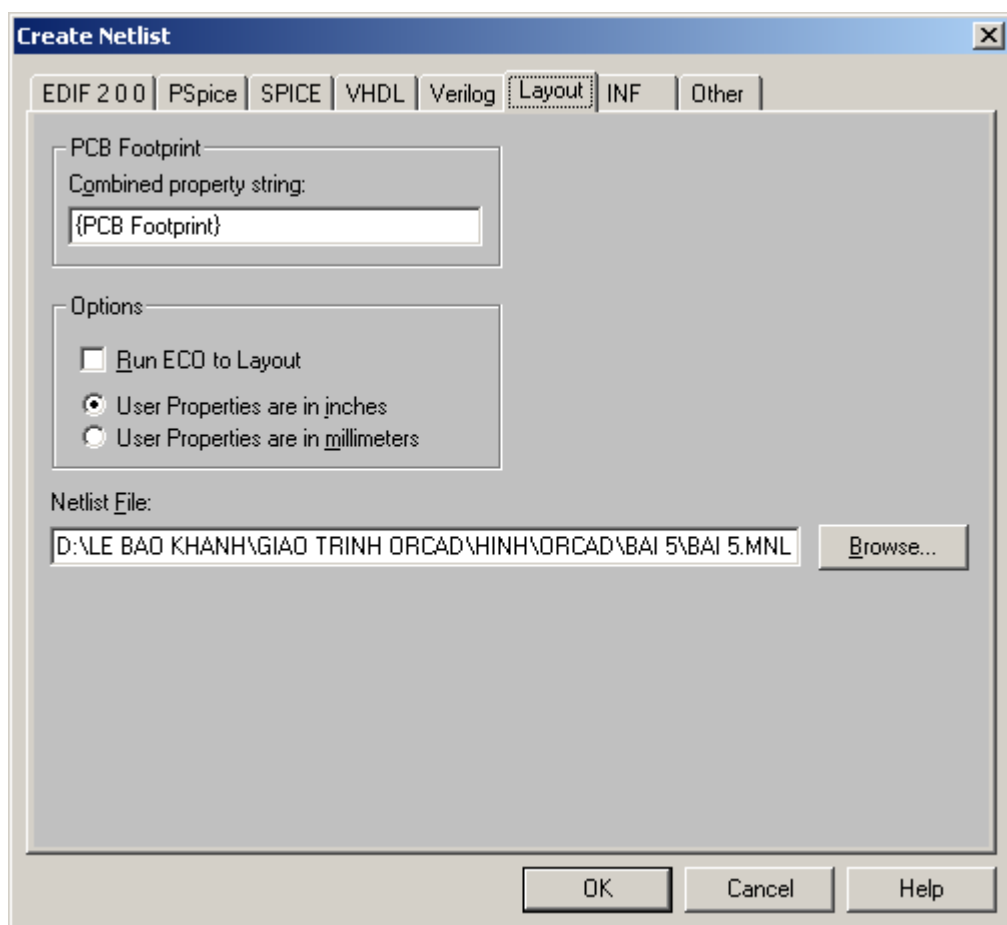 Create Netlist
EDIF 2 0 0 PSpice SPICE VHDL Verilog Layout INF Other
PCB Footprint
Combined property string:
{PCB Footprint}
Options
Run ECO to Layout
User Properties are in inches
User Properties are in millimeters
Netlist File:
D:\LE BAO KHANH\GIAO TRINH ORCAD\HINH\ORCAD\BAI 5\BAI 5.MNL Browse...
OK Cancel Help